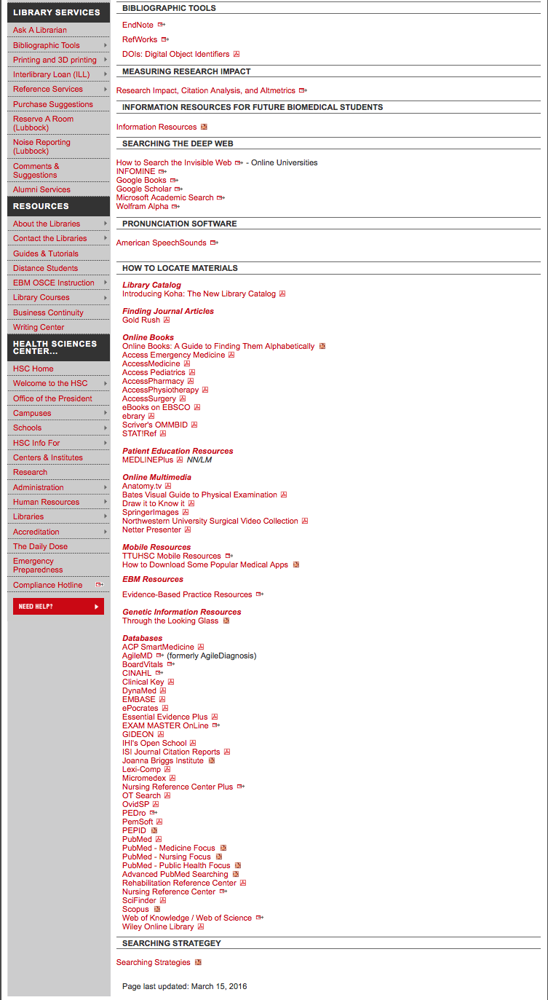 LIBRARY SERVICES
Ask A Librarian
Bibliographic Tools
Printing and 3D printing
Interlibrary Loan (ILL)
Reference Services
Purchase Suggestions
Reserve A Room
(Lubbock)
Noise Reporting
(Lubbock)
Comments &
Suggestions
Alumni Services
RESOURCES
About the Libraries
Contact the Libraries
Guides & Tutorials
Distance Students
EBM OSCE Instruction
Library Courses
Business Continuity
Writing Center
HEALTH SCIENCES
CENTER...
HSC Home
Welcome to the HSC
Office of the President
Campuses
Schools
HSC Info For
Centers & Institutes
Research
Administration
Human Resources
Libraries
Accreditation
The Daily Dose
Emergency
Preparedness
Compliance Hotline
NEED HELP?
BIBLIOGRAPHIC TOOLS
EndNote
RefWorks
DOIs: Digital Object Identifiers
MEASURING RESEARCH IMPACT
Research Impact, Citation Analysis, and Altmetrics
INFORMATION RESOURCES FOR FUTURE BIOMEDICAL STUDENTS
Information Resources
SEARCHING THE DEEP WEB
How to Search the Invisible Web - Online Universities
INFOMINE
Google Books
Google Scholar
Microsoft Academic Search
Wolfram Alpha
PRONUNCIATION SOFTWARE
American SpeechSounds
HOW TO LOCATE MATERIALS
Library Catalog
Introducing Koha: The New Library Catalog
Finding Journal Articles
Gold Rush
Online Books
Online Books: A Guide to Finding Them Alphabetically
Access Emergency Medicine
AccessMedicine
Access Pediatrics
AccessPharmacy
AccessPhysiotherapy
AccessSurgery
eBooks on EBSCO
ebrary
Scriver's OMMBID
STAT!Ref
Patient Education Resources
MEDLINEPlus NN/LM
Online Multimedia
Anatomy.tv
Bates Visual Guide to Physical Examination
Draw it to Know it
SpringerImages
Northwestern University Surgical Video Collection
Netter Presenter
Mobile Resources
TTUHSC Mobile Resources
How to Download Some Popular Medical Apps
EBM Resources
Evidence-Based Practice Resources
Genetic Information Resources
Through the Looking Glass
Databases
ACP SmartMedicine
AgileMD (formerly AgileDiagnosis)
BoardVitals
CINAHL
Clinical Key
DynaMed
EMBASE
ePocrates
Essential Evidence Plus
EXAM MASTER OnLine
GIDEON
IHI's Open School
ISI Journal Citation Reports
Joanna Briggs Institute
Lexi-Comp
Micromedex
Nursing Reference Center Plus
OT Search
OvidSP
PEDro
PemSoft
PEPID
PubMed
PubMed - Medicine Focus
PubMed - Nursing Focus
PubMed - Public Health Focus
Advanced PubMed Searching
Rehabilitation Reference Center
Nursing Reference Center
SciFinder
Scopus
Web of Knowledge / Web of Science
Wiley Online Library
SEARCHING STRATEGEY
Searching Strategies
Page last updated: March 15, 2016